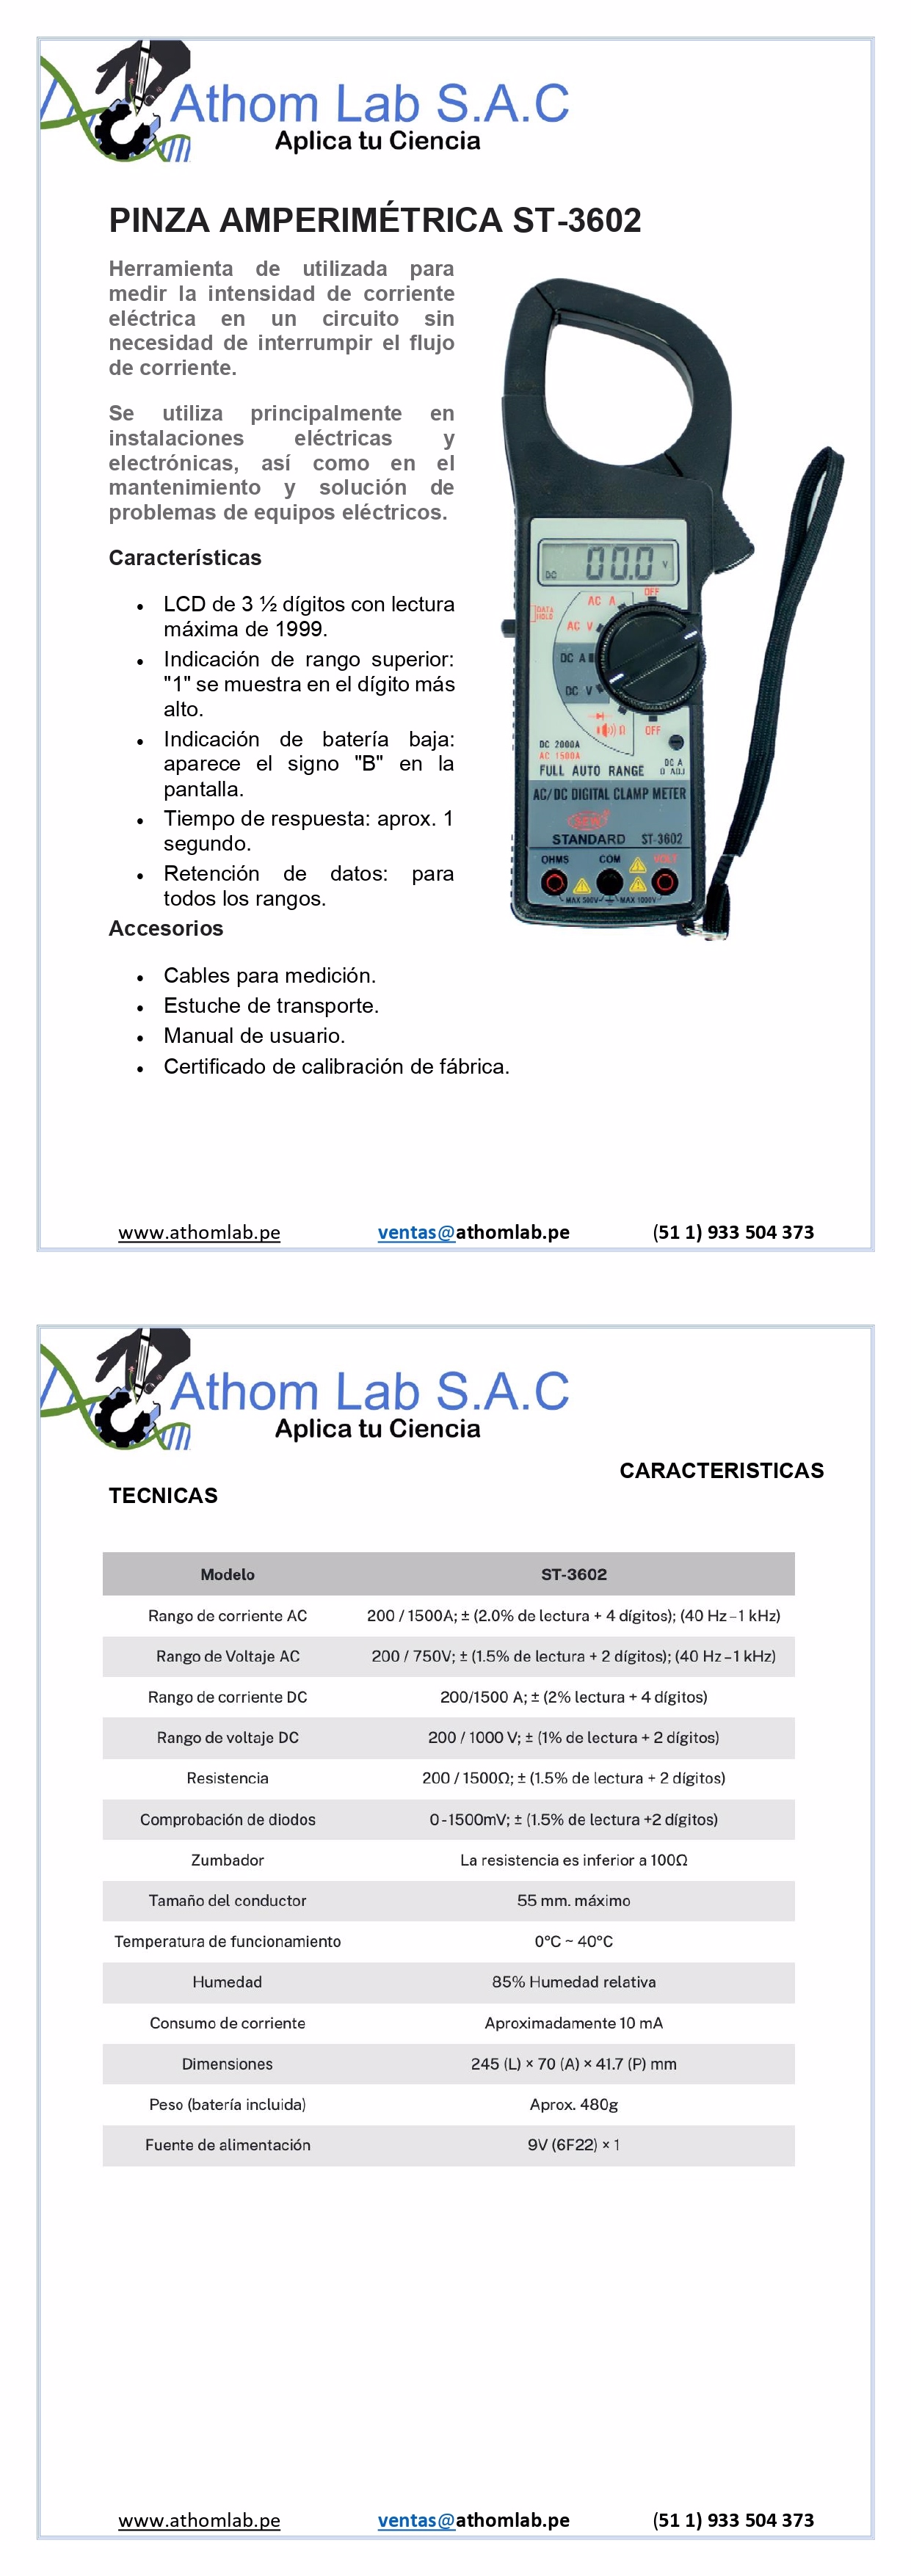 Athom Lab S.A.C
Aplica tu Ciencia
PINZA AMPERIMÉTRICA ST-3602
Herramienta de utilizada para
medir la intensidad de corriente
eléctrica en un circuito sin
necesidad de interrumpir el flujo
de corriente.
Se utiliza principalmente en
instalaciones eléctricas y
electrónicas, así como en el
mantenimiento y solución de
problemas de equipos eléctricos.
Características
• LCD de 3 ½ dígitos con lectura
máxima de 1999.
• Indicación de rango superior:
"1" se muestra en el dígito más
alto.
• Indicación de batería baja:
aparece el signo "B" en la
pantalla.
• Tiempo de respuesta: aprox. 1
segundo.
• Retención de datos: para
todos los rangos.
Accesorios
• Cables para medición.
• Estuche de transporte.
• Manual de usuario.
• Certificado de calibración de fábrica.
DC 00.0 V
DATA
HOLD
OFF
AC A
AC V
DC A
DC V
Ω
OFF
DC 2000A
AC 1500A
FULL AUTO RANGE
DC A
0 ADJ
AC/DC DIGITAL CLAMP METER
SEW
STANDARD ST-3602
OHMS COM VOLT
MAX 500V MAX 1000V
www.athomlab.pe ventas@athomlab.pe (51 1) 933 504 373
Athom Lab S.A.C
Aplica tu Ciencia
CARACTERISTICAS
TECNICAS
Modelo ST-3602
Rango de corriente AC 200 / 1500A; ± (2.0% de lectura + 4 dígitos); (40 Hz – 1 kHz)
Rango de Voltaje AC 200 / 750V; ± (1.5% de lectura + 2 dígitos); (40 Hz – 1 kHz)
Rango de corriente DC 200/1500 A; ± (2% lectura + 4 dígitos)
Rango de voltaje DC 200 / 1000 V; ± (1% de lectura + 2 dígitos)
Resistencia 200 / 1500Ω; ± (1.5% de lectura + 2 dígitos)
Comprobación de diodos 0 - 1500mV; ± (1.5% de lectura +2 dígitos)
Zumbador La resistencia es inferior a 100Ω
Tamaño del conductor 55 mm. máximo
Temperatura de funcionamiento 0°C ~ 40°C
Humedad 85% Humedad relativa
Consumo de corriente Aproximadamente 10 mA
Dimensiones 245 (L) × 70 (A) × 41.7 (P) mm
Peso (batería incluida) Aprox. 480g
Fuente de alimentación 9V (6F22) × 1
www.athomlab.pe ventas@athomlab.pe (51 1) 933 504 373